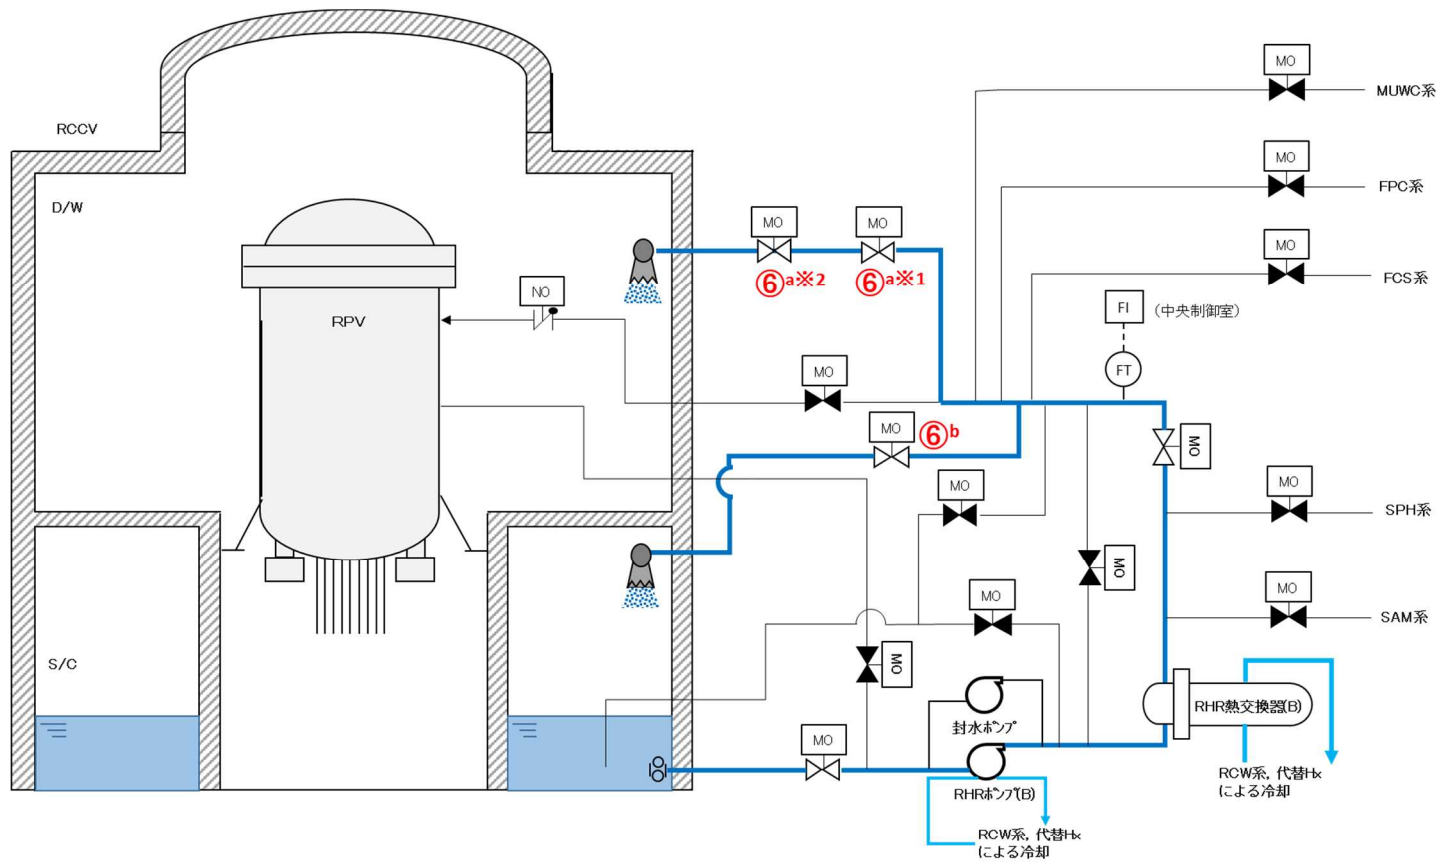 MO
MUWC系
RCCV
MO
FPC系
D/W
MO
MO
MO
FCS系
⑥a※2
⑥a※1
NO
FI
(中央制御室)
RPV
FT
MO
MO
⑥b
MO
MO
MO
SPH系
MO
MO
MO
SAM系
S/C
MO
RHR熱交換器(B)
封水ポンプ
MO
RCW系, 代替Hx
による冷却
RHRポンプ(B)
RCW系, 代替Hx
による冷却